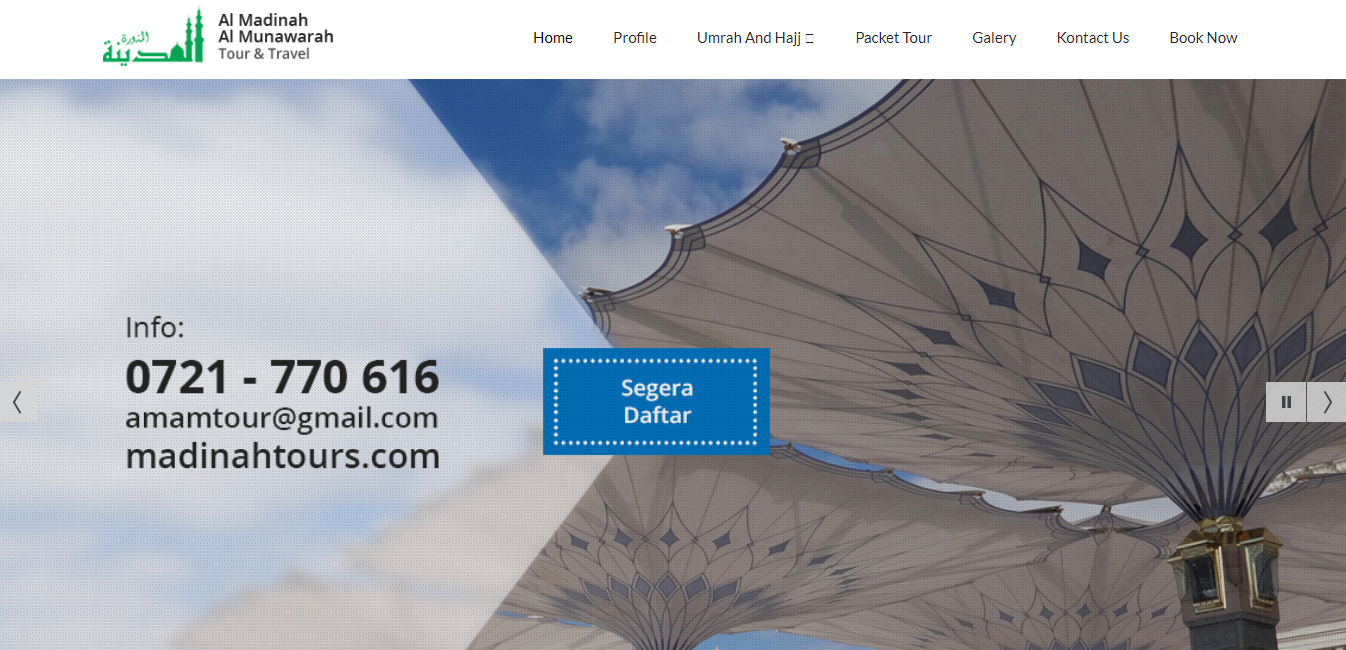 المدينة
النورة
Al Madinah
Al Munawarah
Tour & Travel
Home
Profile
Umrah And Hajj
Packet Tour
Galery
Kontact Us
Book Now
Info:
0721 - 770 616
amamtour@gmail.com
madinahtours.com
Segera
Daftar